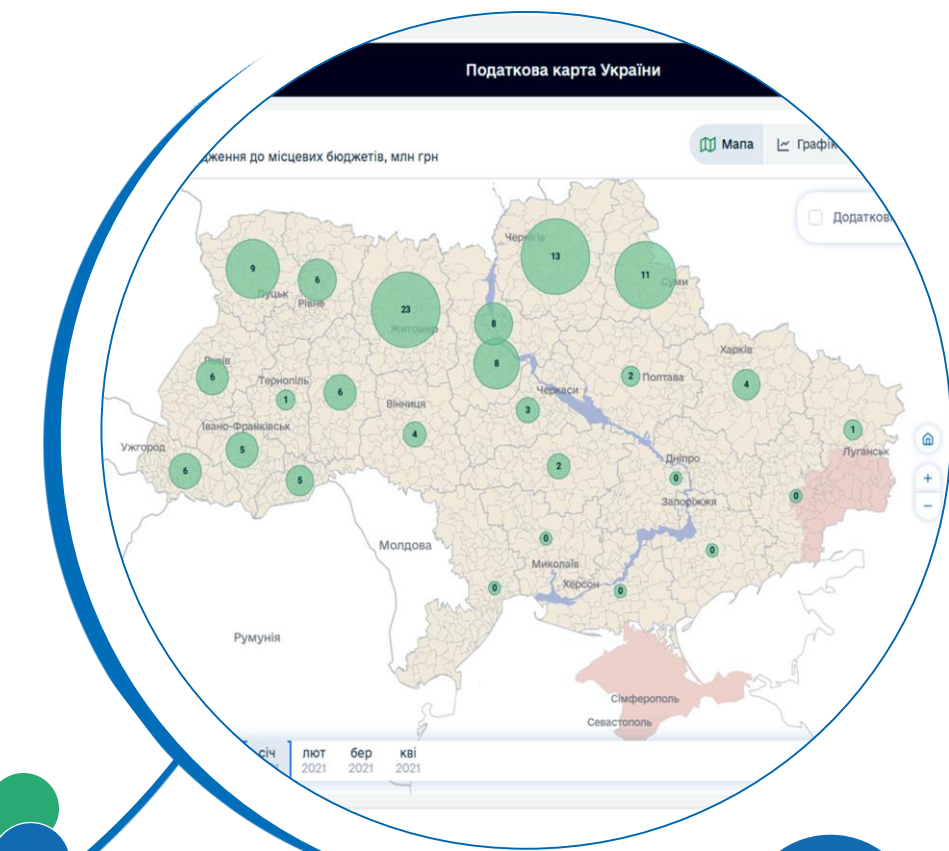 Податкова карта України
Мапа
Графік
дження до місцевих бюджетів, млн грн
Додаткові
Чернігів
13
9
6
11
Луцьк
Рівне
Суми
23
8
Житомир
Харків
Львів
8
6
2 Полтава
4
Тернопіль
6
1
Черкаси
Вінниця
3
Івано-Франківськ
4
1
Ужгород
5
Луганськ
Дніпро
6
2
5
0
0
Запоріжжя
0
Молдова
0
Миколаїв
0
Херсон
0
Румунія
Сімферополь
Севастополь
січ
лют
бер
кві
2021
2021
2021